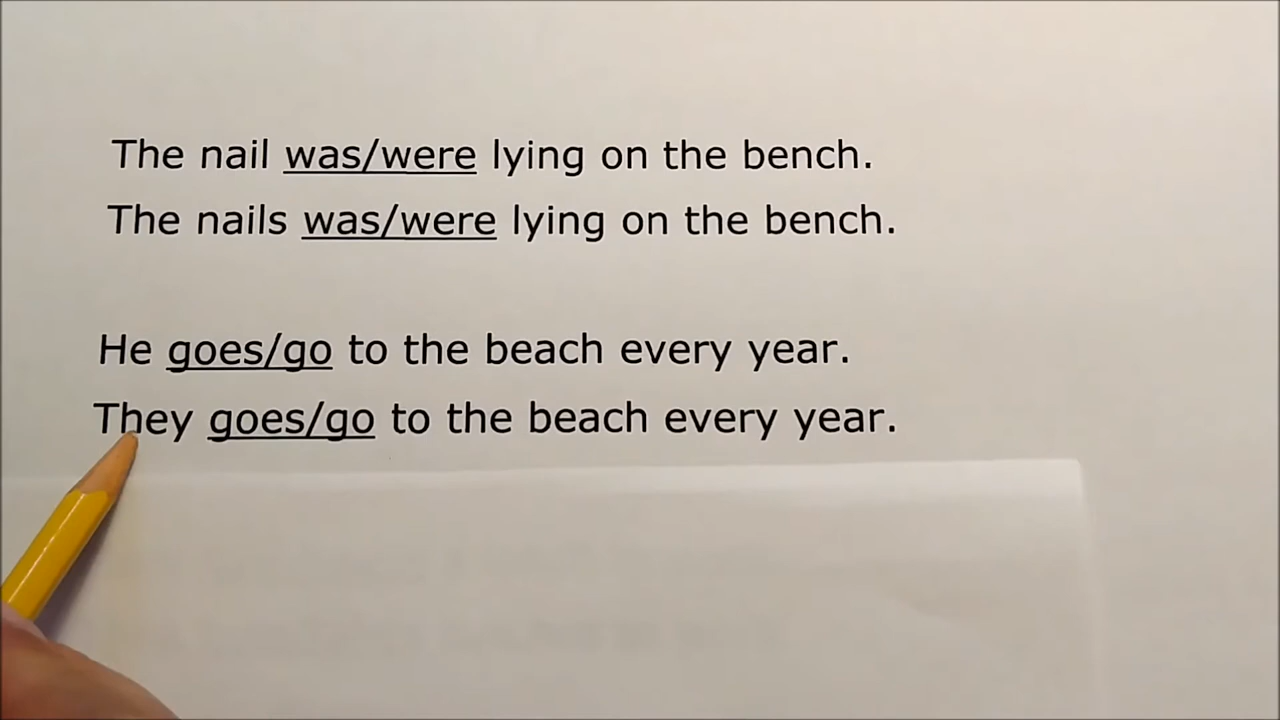 The nail was/were lying on the bench.
The nails was/were lying on the bench.
He goes/go to the beach every year.
They goes/go to the beach every year.